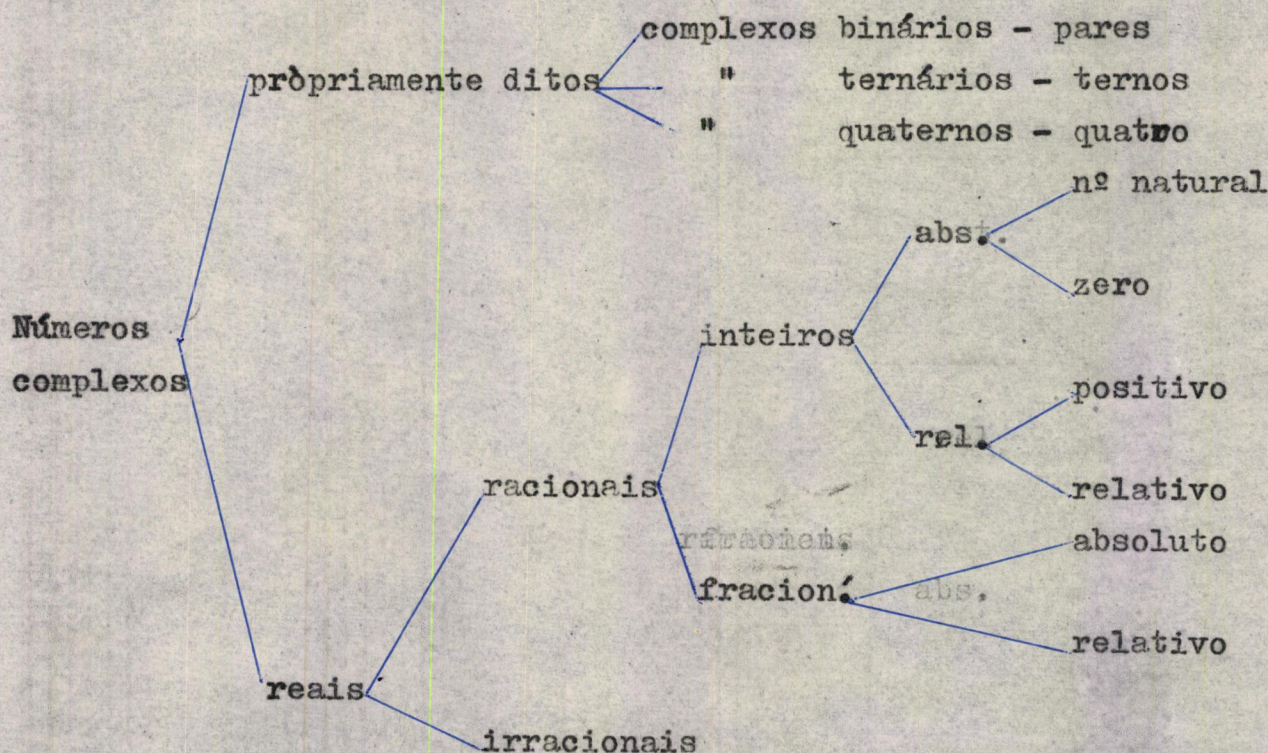 complexos binários - pares
pròpriamente ditos
" ternários - ternos
" quaternos - quatro
nº natural
abst.
zero
Números
inteiros
complexos
positivo
rel.
racionais
relativo
absoluto
fracion. abs.
relativo
reais
irracionais